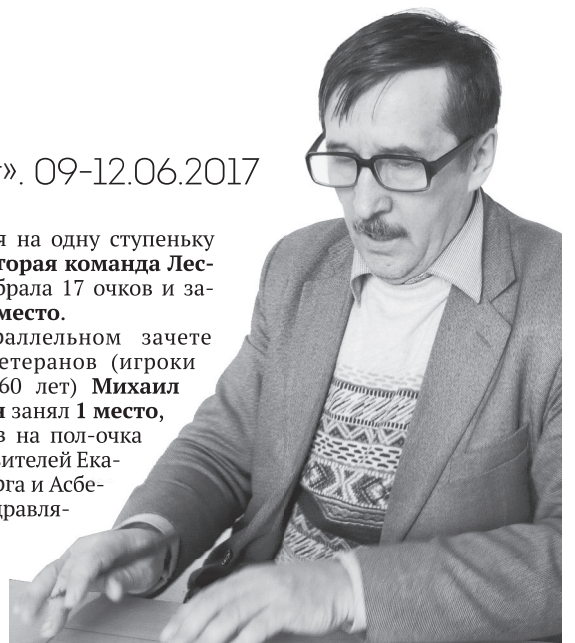 ». 09–12.06.2017
я на одну ступеньку
торая команда Лес-
брала 17 очков и за-
место.
раллельном зачете
етеранов (игроки
60 лет) Михаил
занял 1 место,
в на пол-очка
вителей Ека-
рга и Асбе-
дравля-